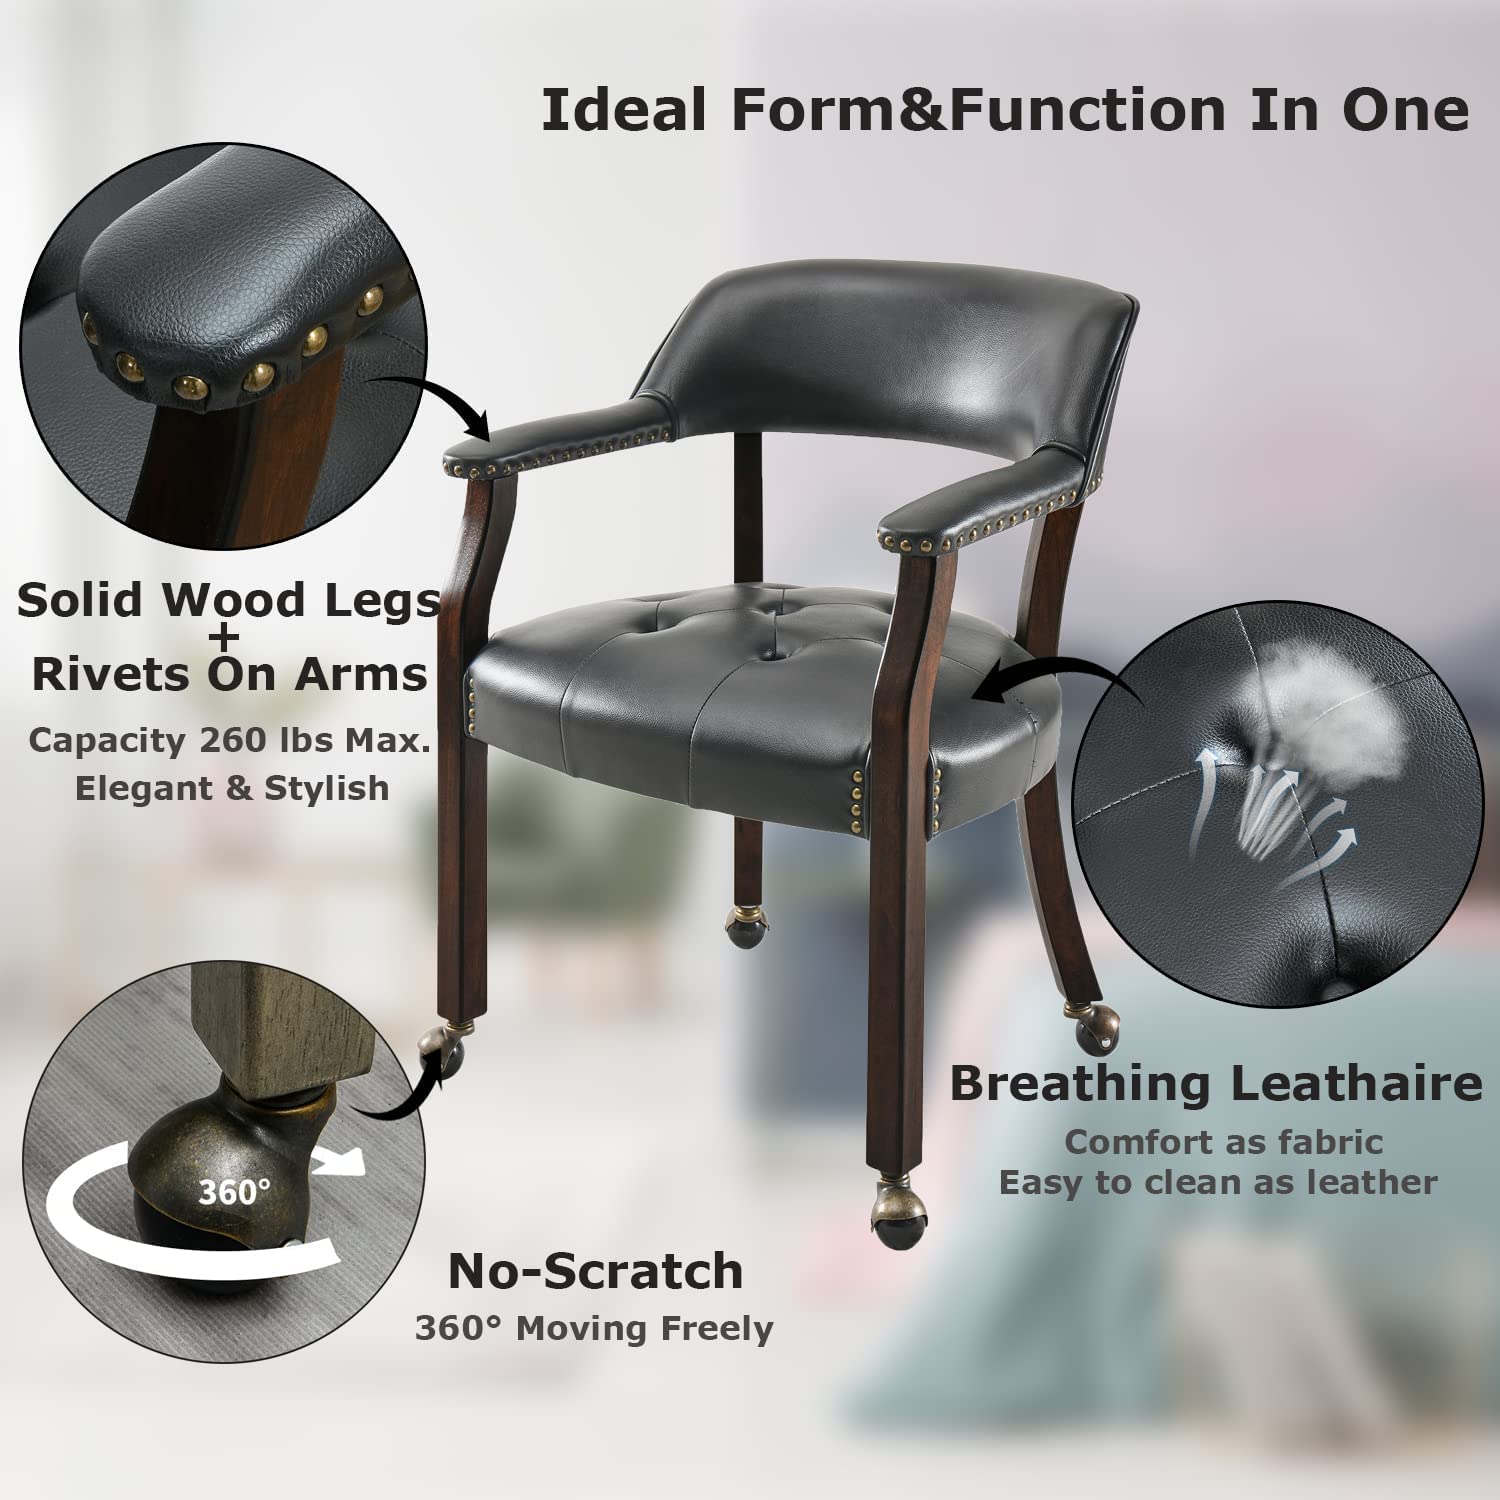 Ideal Form&Function In One
Solid Wood Legs
+
Rivets On Arms
Capacity 260 lbs Max.
Elegant & Stylish
Breathing Leathaire
Comfort as fabric
Easy to clean as leather
360°
No-Scratch
360° Moving Freely